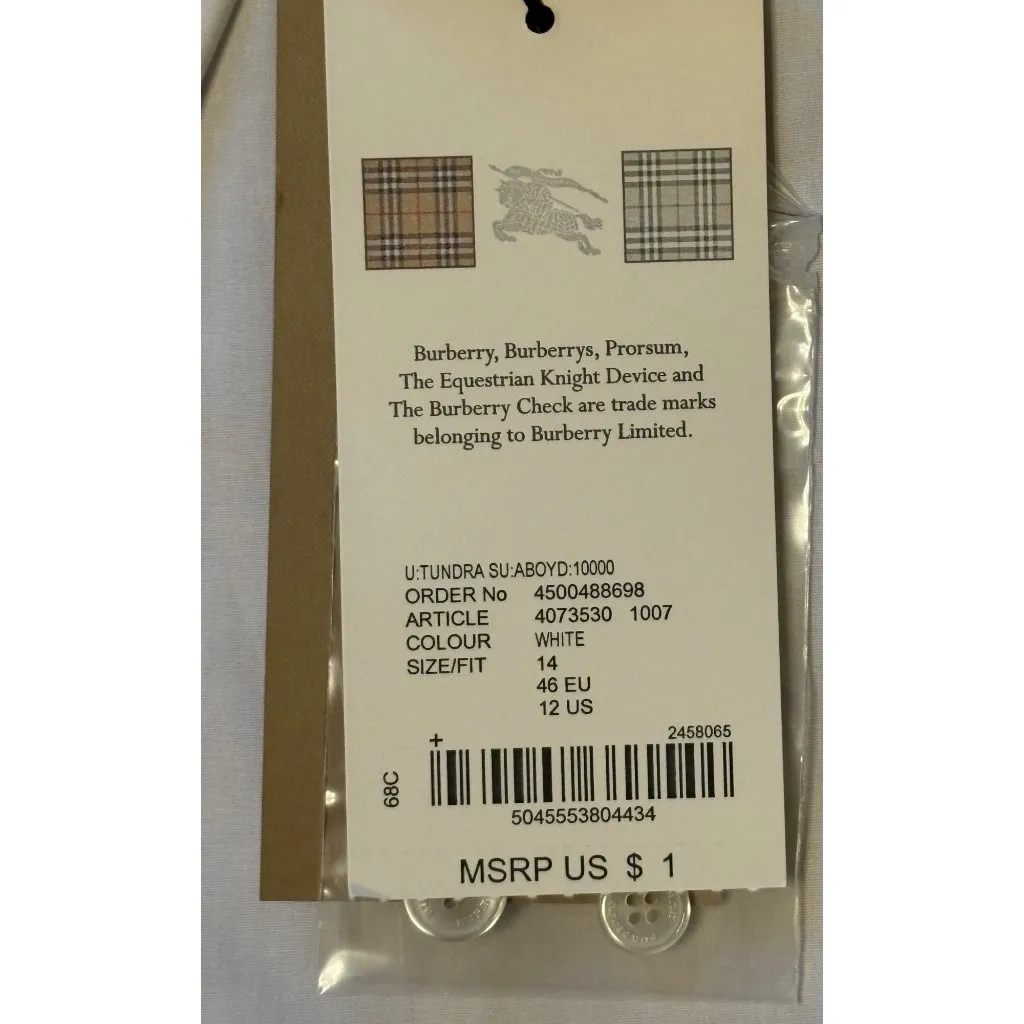 Burberry, Burberrys, Prorsum,
The Equestrian Knight Device and
The Burberry Check are trade marks
belonging to Burberry Limited.
U:TUNDRA SU:ABOYD:10000
ORDER No 4500488698
ARTICLE 4073530 1007
COLOUR WHITE
SIZE/FIT 14
46 EU
12 US
+ 2458065
68C
5045553804434
MSRP US $ 1